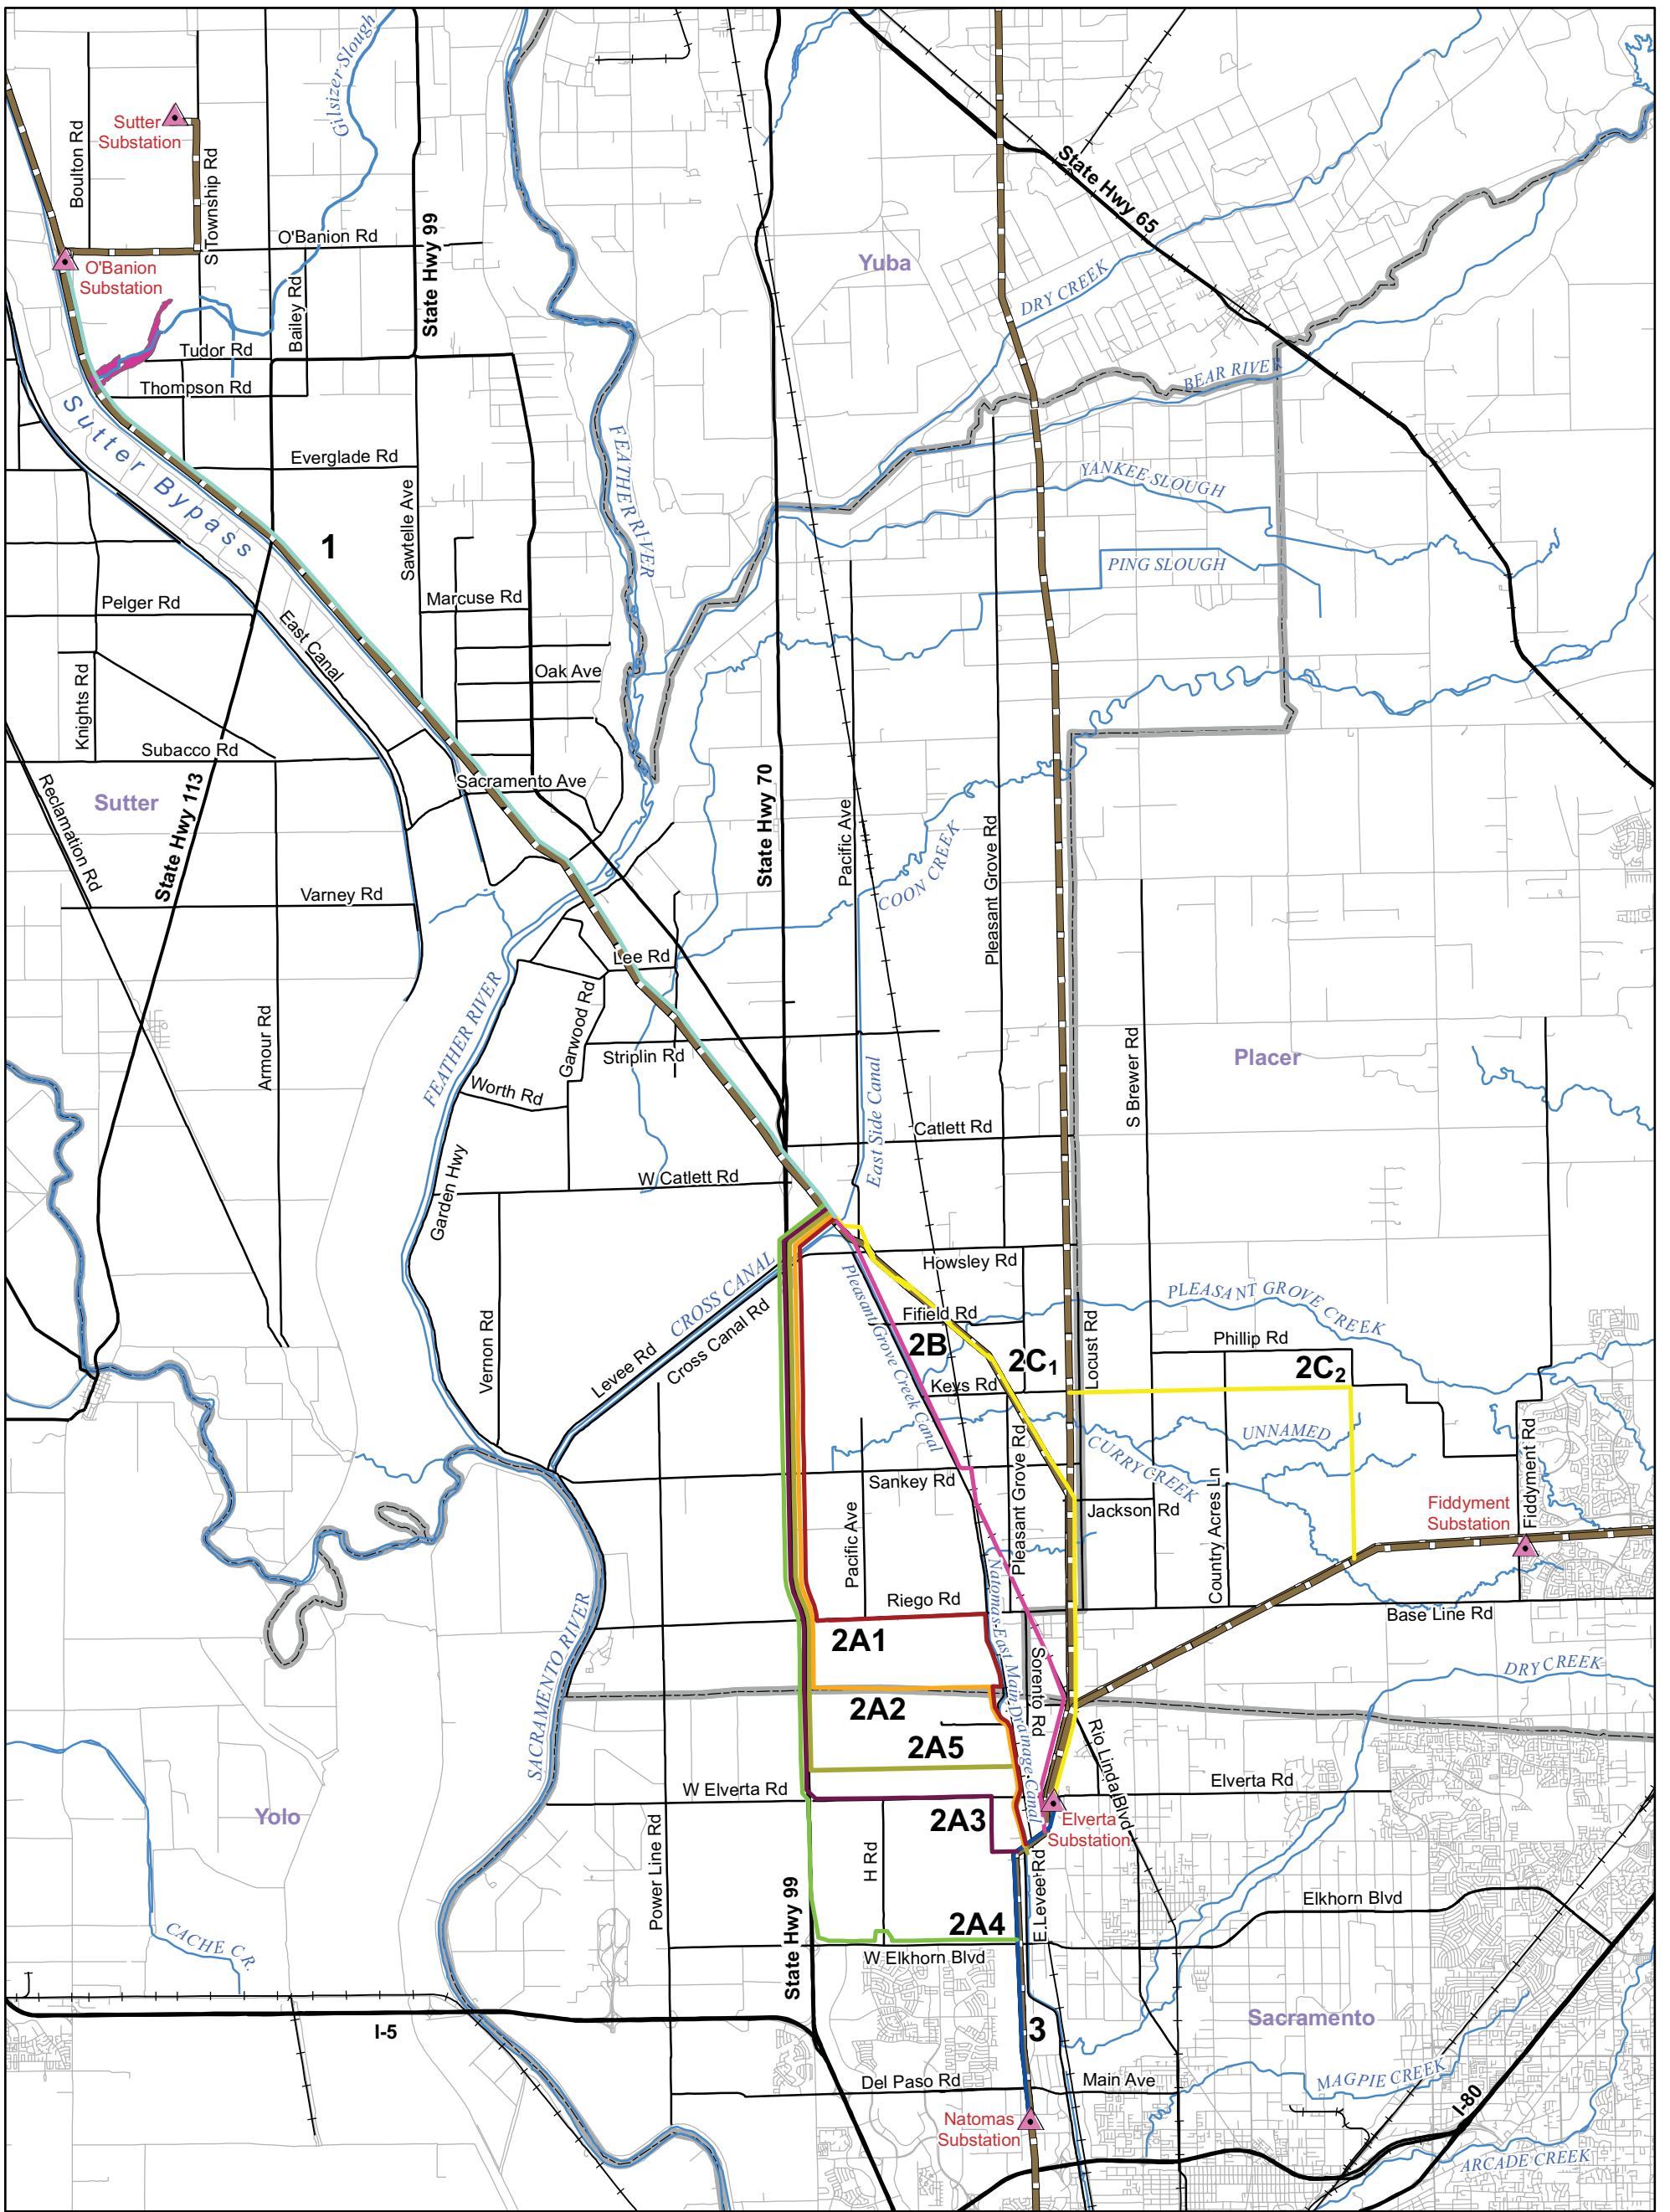 Gilsizer Slough
Sutter
Substation
Boulton Rd
S Township Rd
State Hwy 65
O'Banion Rd
State Hwy 99
Yuba
O'Banion
Substation
Bailey Rd
DRY CREEK
Tudor Rd
Thompson Rd
BEAR RIVER
Sutter Bypass
FEATHER RIVER
Everglade Rd
YANKEE SLOUGH
Sawtelle Ave
1
PING SLOUGH
Pelger Rd
Marcuse Rd
East Canal
Oak Ave
Knights Rd
Subacco Rd
Sacramento Ave
Reclamation Rd
Sutter
State Hwy 113
State Hwy 70
Pacific Ave
COON CREEK
Pleasant Grove Rd
Varney Rd
Lee Rd
FEATHER RIVER
Garwood Rd
Armour Rd
Striplin Rd
S Brewer Rd
Placer
Worth Rd
East Side Canal
Catlett Rd
Garden Hwy
W Catlett Rd
CROSS CANAL
Howsley Rd
Pleasant Grove Creek Canal
PLEASANT GROVE CREEK
Fifield Rd
Vernon Rd
Levee Rd
Cross Canal Rd
2B
2C1
Locust Rd
Phillip Rd
2C2
Keys Rd
UNNAMED
CURRY CREEK
Pleasant Grove Rd
Fiddyment Rd
Sankey Rd
Country Acres Ln
Jackson Rd
Fiddyment
Substation
Pacific Ave
Natomas East Main Drainage Canal
Riego Rd
Base Line Rd
2A1
SACRAMENTO RIVER
Sorento Rd
DRY CREEK
2A2
Rio Linda Blvd
2A5
W Elverta Rd
Elverta Rd
Yolo
2A3
Elverta
Substation
H Rd
Power Line Rd
State Hwy 99
E. Levee Rd
Elkhorn Blvd
2A4
CACHE CR.
W Elkhorn Blvd
Sacramento
I-5
3
Del Paso Rd
Main Ave
MAGPIE CREEK
I-80
Natomas
Substation
ARCADE CREEK